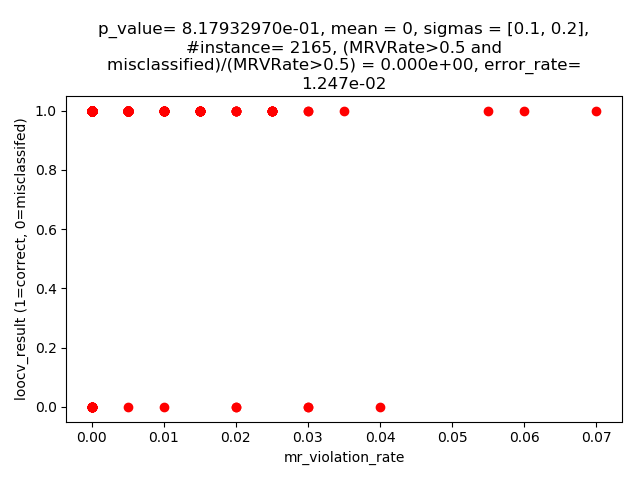 p_value= 8.17932970e-01, mean = 0, sigmas = [0.1, 0.2],
#instance= 2165, (MRVRate>0.5 and
misclassified)/(MRVRate>0.5) = 0.000e+00, error_rate=
1.247e-02
loocv_result (1=correct, 0=misclassifed)
1.0
0.8
0.6
0.4
0.2
0.0
0.00 0.01 0.02 0.03 0.04 0.05 0.06 0.07
mr_violation_rate